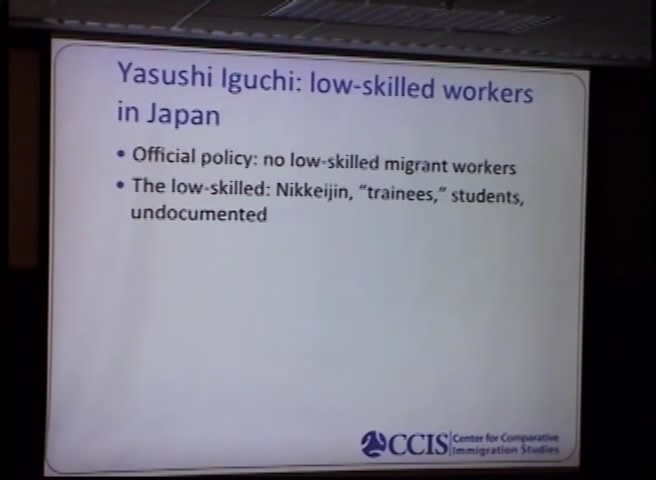 Yasushi Iguchi: low-skilled workers
in Japan
• Official policy: no low-skilled migrant workers
• The low-skilled: Nikkeijin, “trainees,” students,
undocumented
CCIS Center for Comparative
Immigration Studies